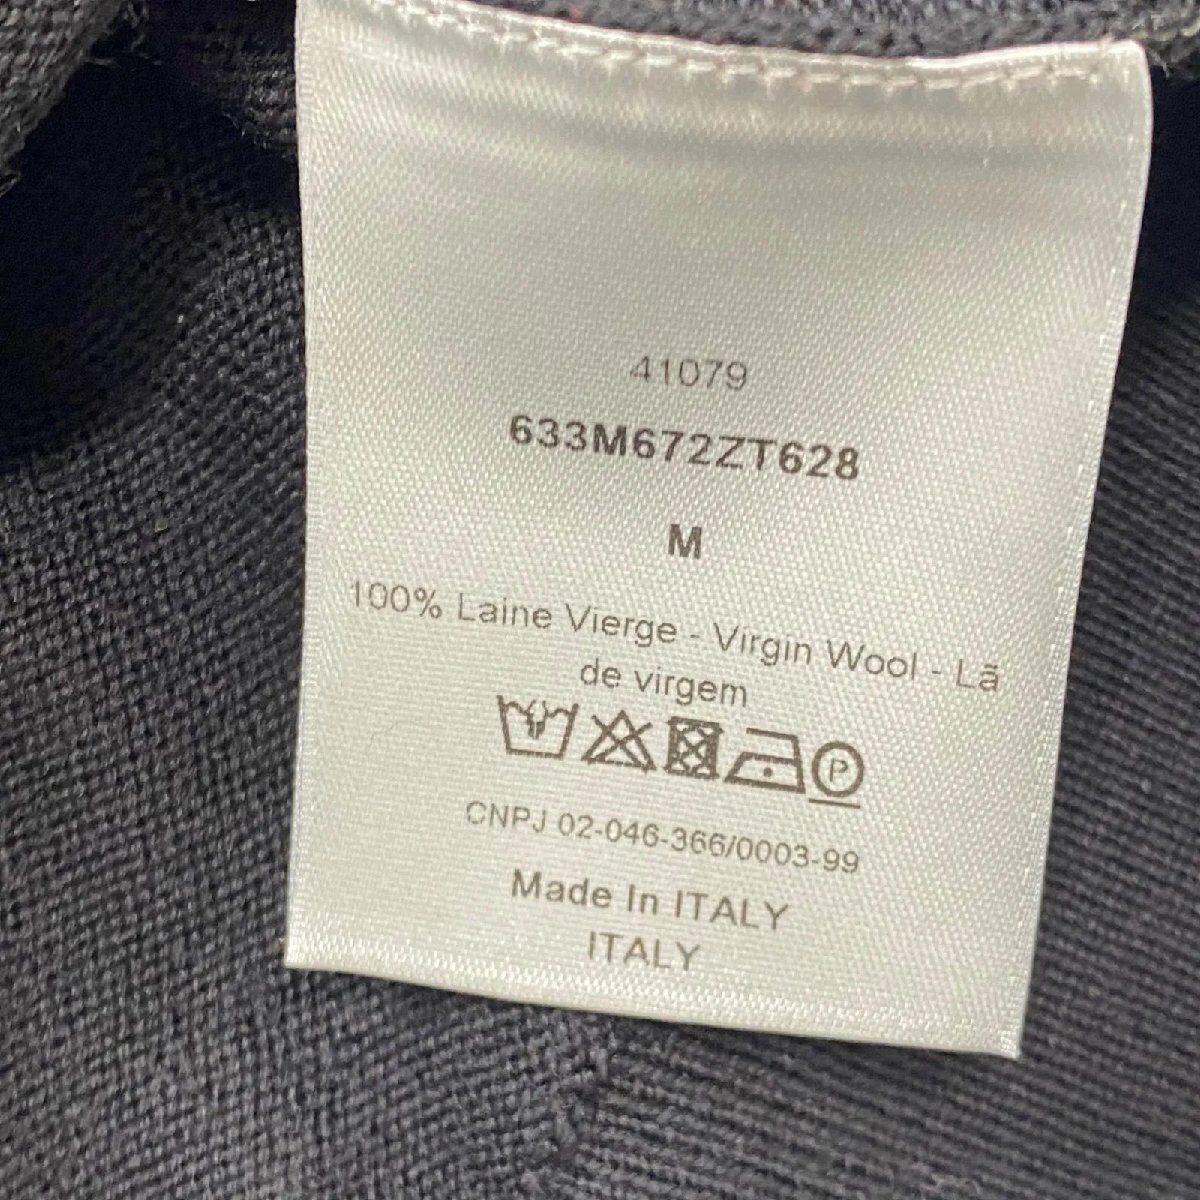 41079
633M672ZT628
M
100% Laine Vierge - Virgin Wool - Lã
de virgem
P
CNPJ 02-046-366/0003-99
Made In ITALY
ITALY